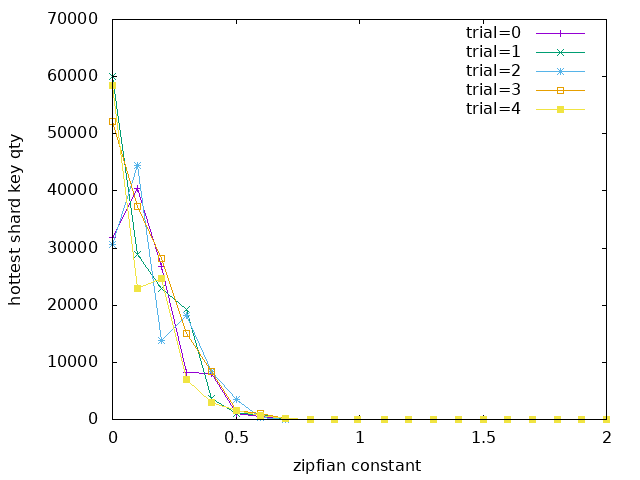 70000
60000
50000
40000
30000
20000
10000
0
hottest shard key qty
trial=0
trial=1
trial=2
trial=3
trial=4
0 0.5 1 1.5 2
zipfian constant